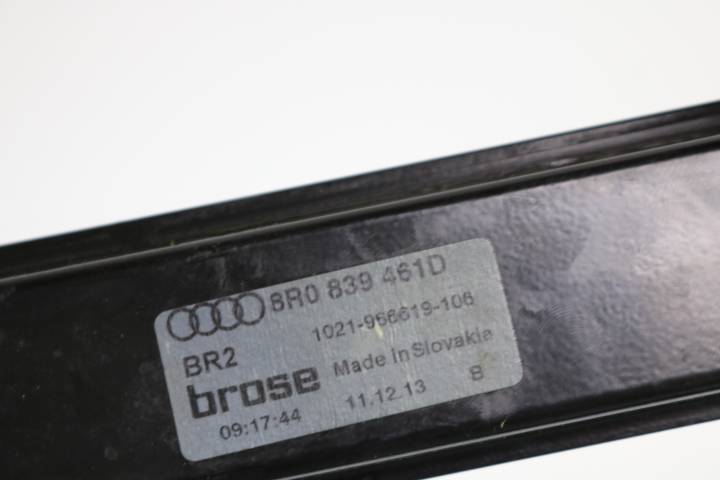 8R0 839 461D
1021-966619-106
BR2
Made in Slovakia
brose
11.12.13 B
09:17:44